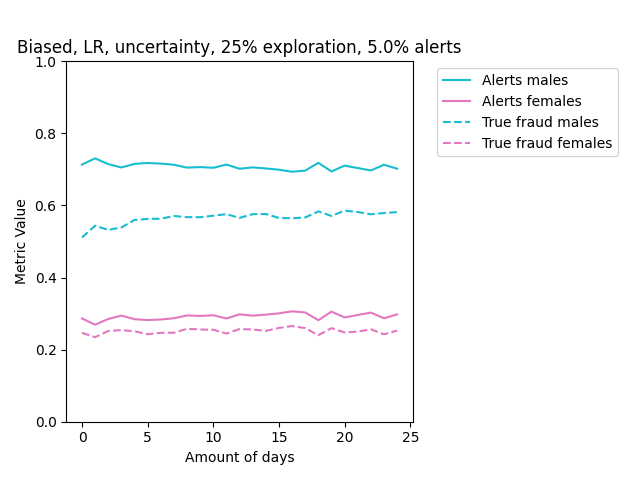 Biased, LR, uncertainty, 25% exploration, 5.0% alerts
1.0
0.8
0.6
0.4
0.2
0.0
Metric Value
0 5 10 15 20 25
Amount of days
Alerts males
Alerts females
True fraud males
True fraud females